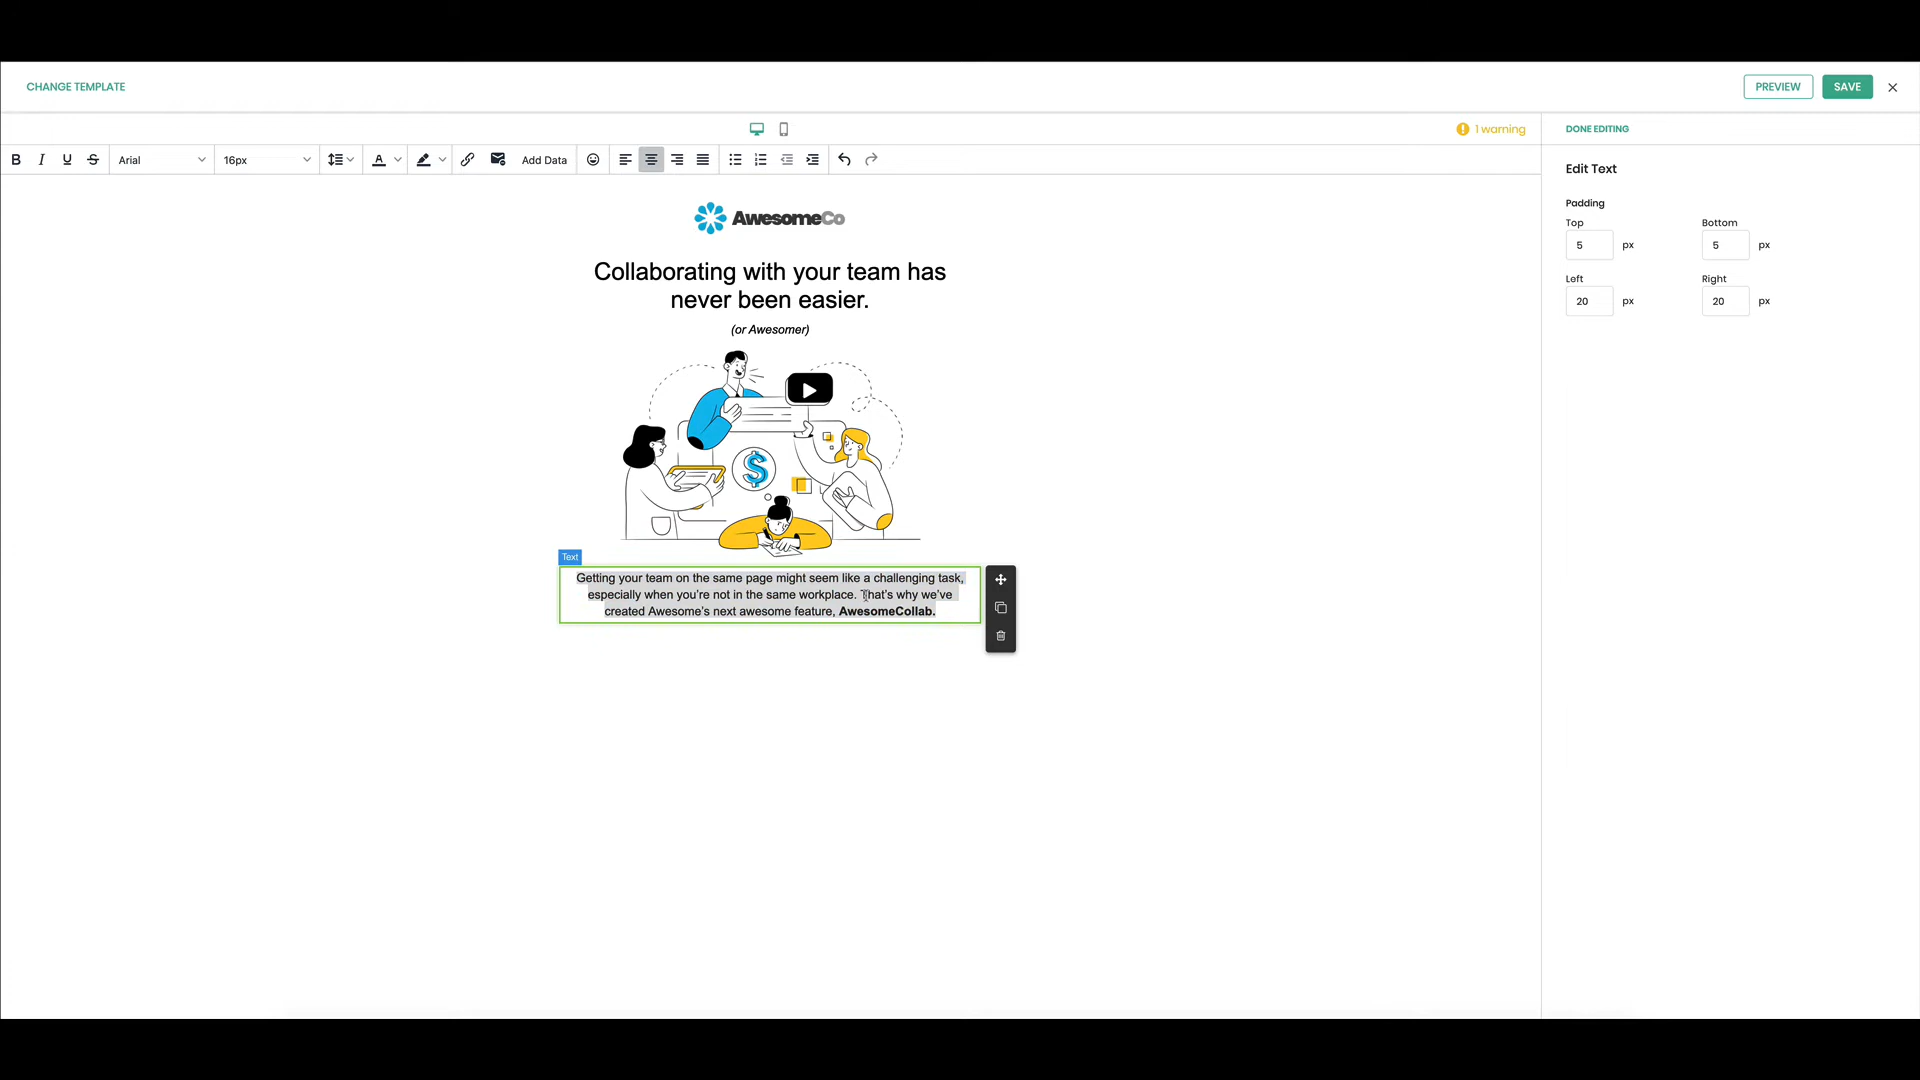 CHANGE TEMPLATE
PREVIEW
SAVE
1 warning
DONE EDITING
B I U S Arial 16px A Add Data
Edit Text
Padding
Top
Bottom
5 px
5 px
Left
Right
20 px
20 px
AwesomeCo
Collaborating with your team has
never been easier.
(or Awesomer)
$
Text
Getting your team on the same page might seem like a challenging task,
especially when you’re not in the same workplace. That’s why we’ve
created Awesome’s next awesome feature, AwesomeCollab.